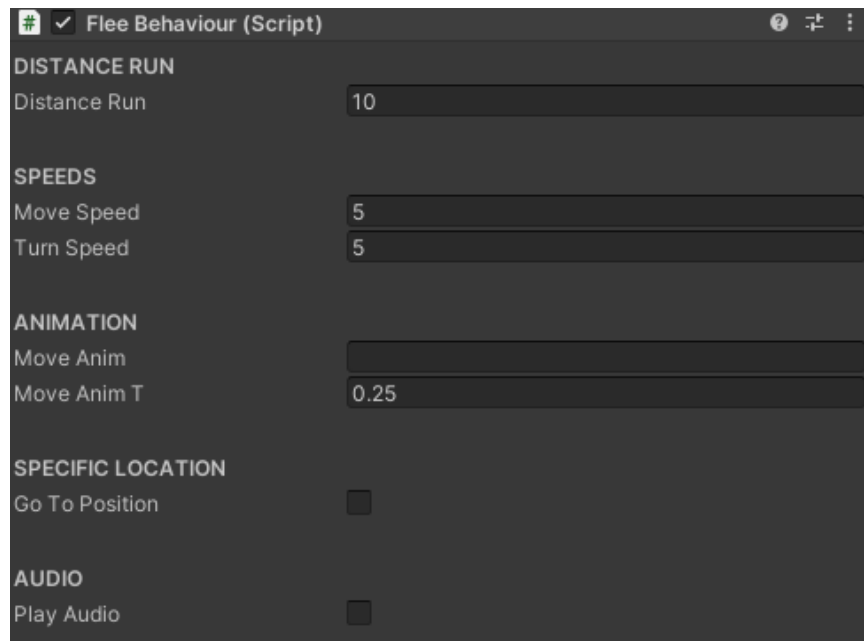 # Flee Behaviour (Script)
DISTANCE RUN
Distance Run 10
SPEEDS
Move Speed 5
Turn Speed 5
ANIMATION
Move Anim
Move Anim T 0.25
SPECIFIC LOCATION
Go To Position
AUDIO
Play Audio